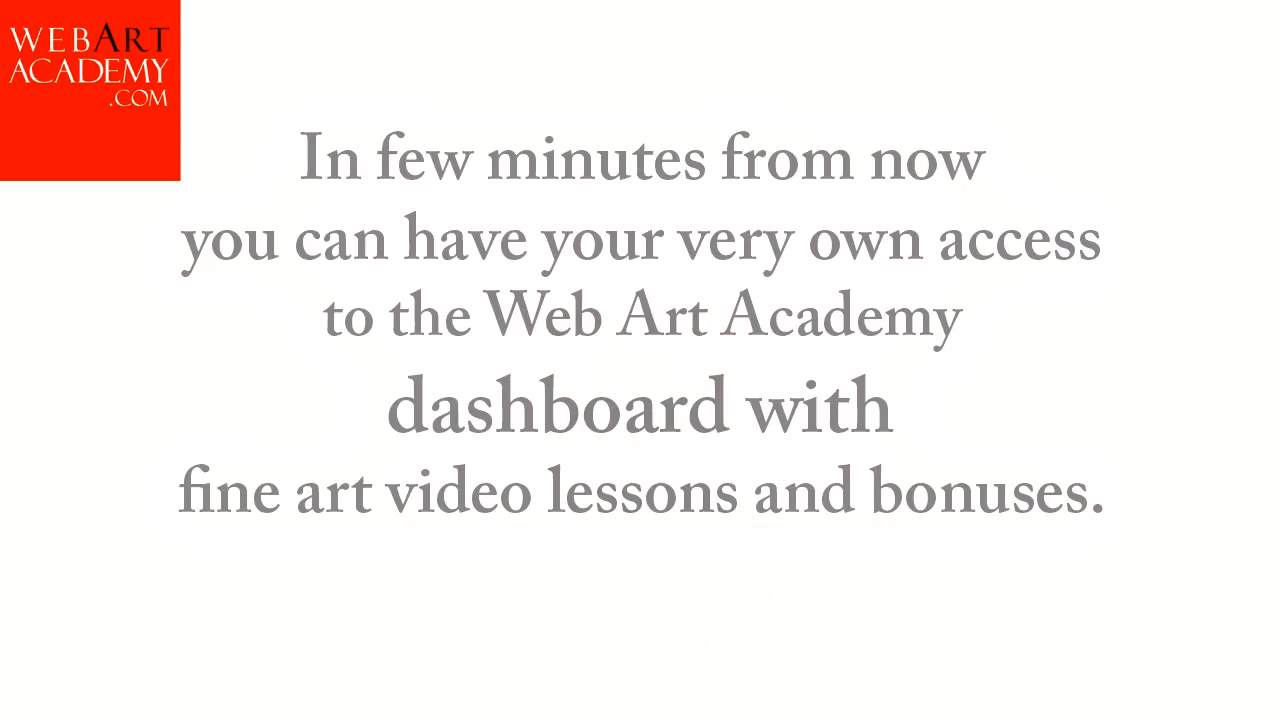 WEBART
ACADEMY
.COM
In few minutes from now
you can have your very own access
to the Web Art Academy
dashboard with
fine art video lessons and bonuses.